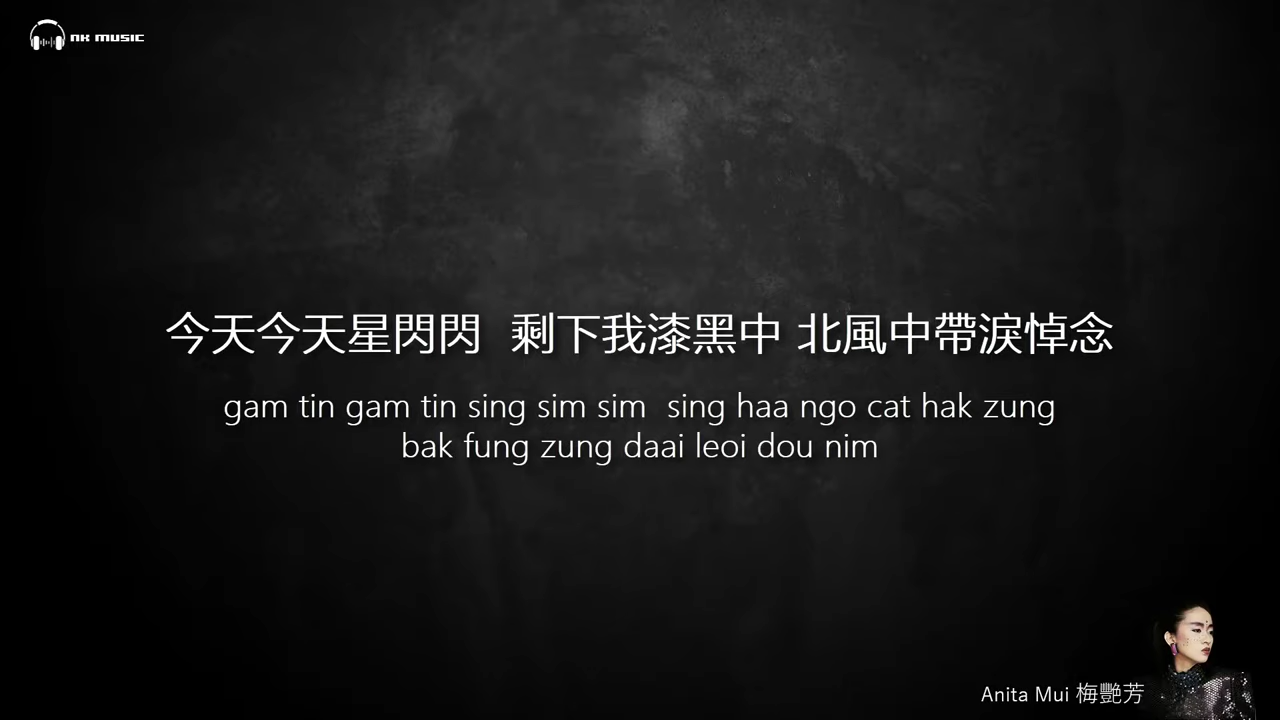 NK MUSIC
今天今天星閃閃 剩下我漆黑中 北風中帶淚悼念
gam tin gam tin sing sim sim sing haa ngo cat hak zung
bak fung zung daai leoi dou nim
Anita Mui 梅艷芳